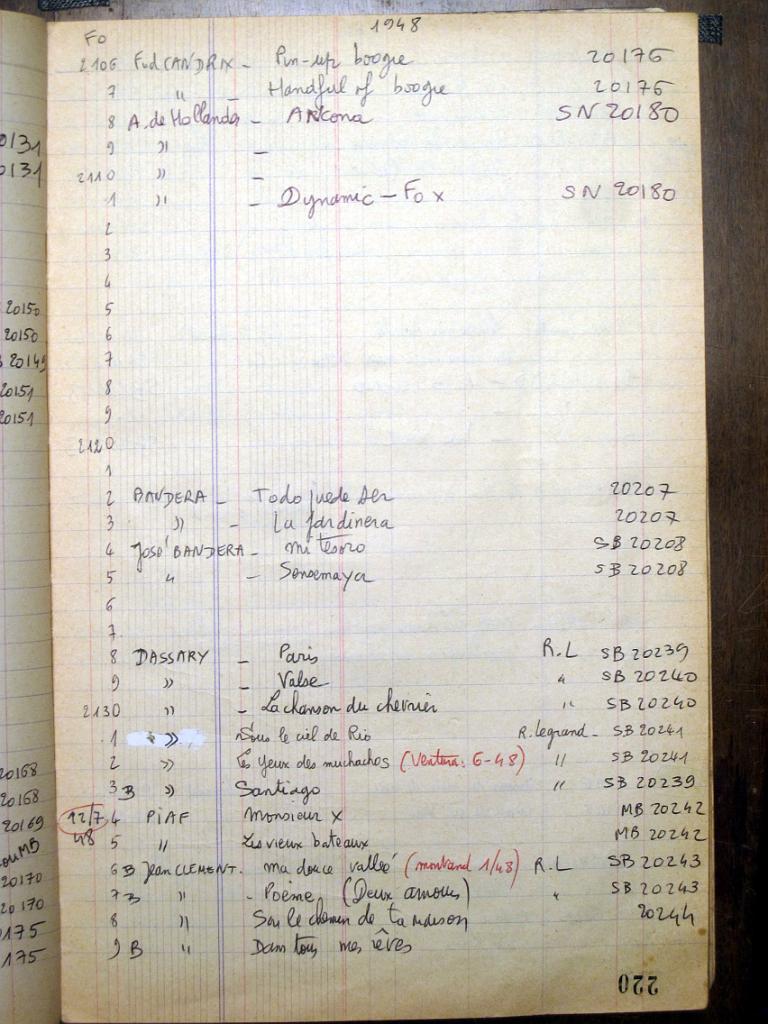 1948
Fo
2106 Fud CANDRIX - Pin-up boogie 20176
7 " - Handful of boogie 20176
8 A. de Hollander - Ancona SN 20180
9 " -
2110 " -
1 " - Dynamic - Fox SN 20180
2
3
4
5
6
7
8
9
2120
1
2 BANDERA - Todo puede ser 20207
3 " - La Jardinera 20207
4 José BANDERA - mi tesoro SB 20208
5 " - Sensemaya SB 20208
6
7
8 DASSARY - Paris R.L SB 20239
9 " - Valse " SB 20240
2130 " - La chanson du chevrier " SB 20240
1 " Sous le ciel de Rio R. Legrand - SB 20241
2 " Les yeux des muchachos (Ventura: 6-48) " SB 20241
3 B " Santiago " SB 20239
12/7 48 4 PIAF Monsieur X MB 20242
5 " Les vieux bateaux MB 20242
6 B Jean CLEMENT. ma douce vallée (montand 1/48) R.L SB 20243
7 B " - Poème (Deux amours) " SB 20243
8 " Sur le chemin de ta maison 20244
9 B " Dans tous mes rêves
220
0131
0131
20150
20150
20149
20151
20151
20168
20168
20169
ou MB
20170
20170
175
175